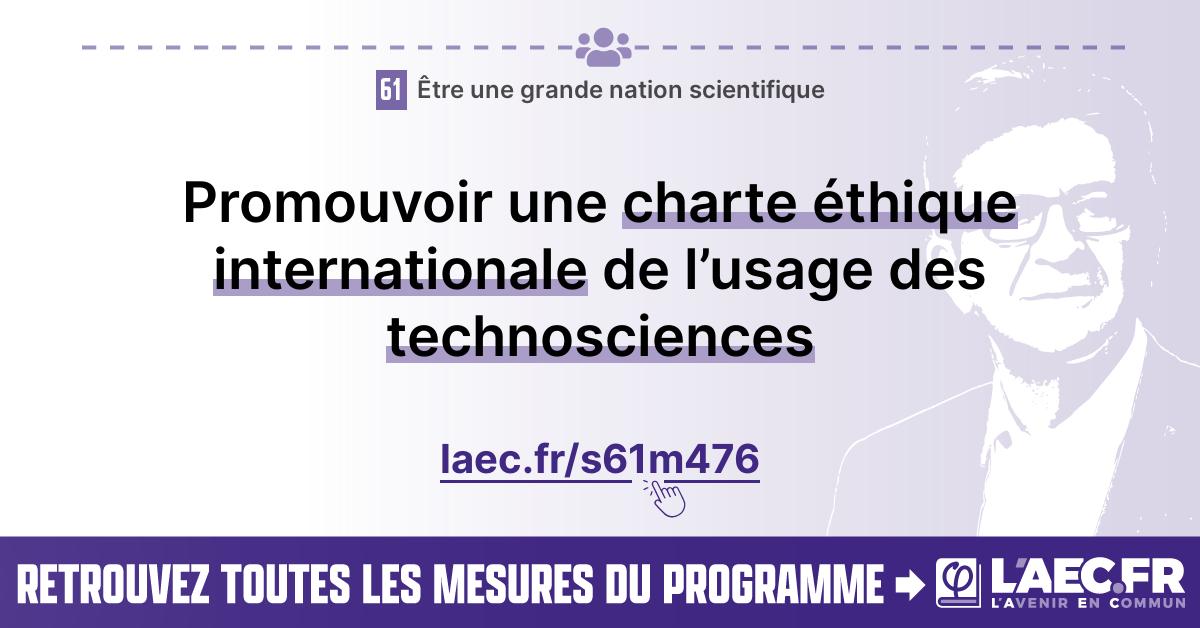 61 Être une grande nation scientifique
Promouvoir une charte éthique
internationale de l’usage des
technosciences
laec.fr/s61m476
RETROUVEZ TOUTES LES MESURES DU PROGRAMME
φ L'AEC.FR
L'AVENIR EN COMMUN